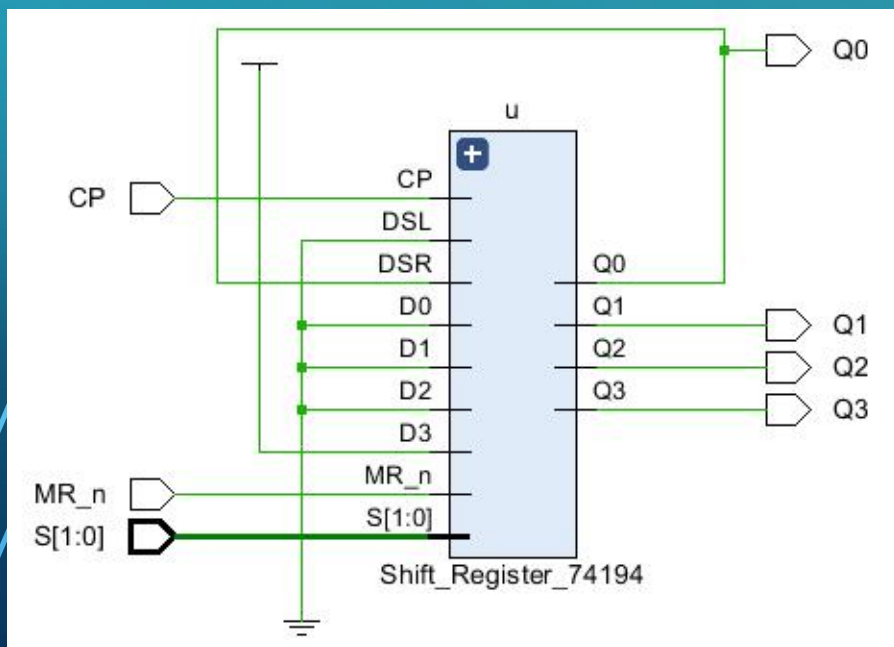 Q0
u
CP
CP
DSL
DSR
Q0
D0
Q1
Q1
D1
Q2
Q2
D2
Q3
Q3
D3
MR_n
MR_n
S[1:0]
S[1:0]
Shift_Register_74194